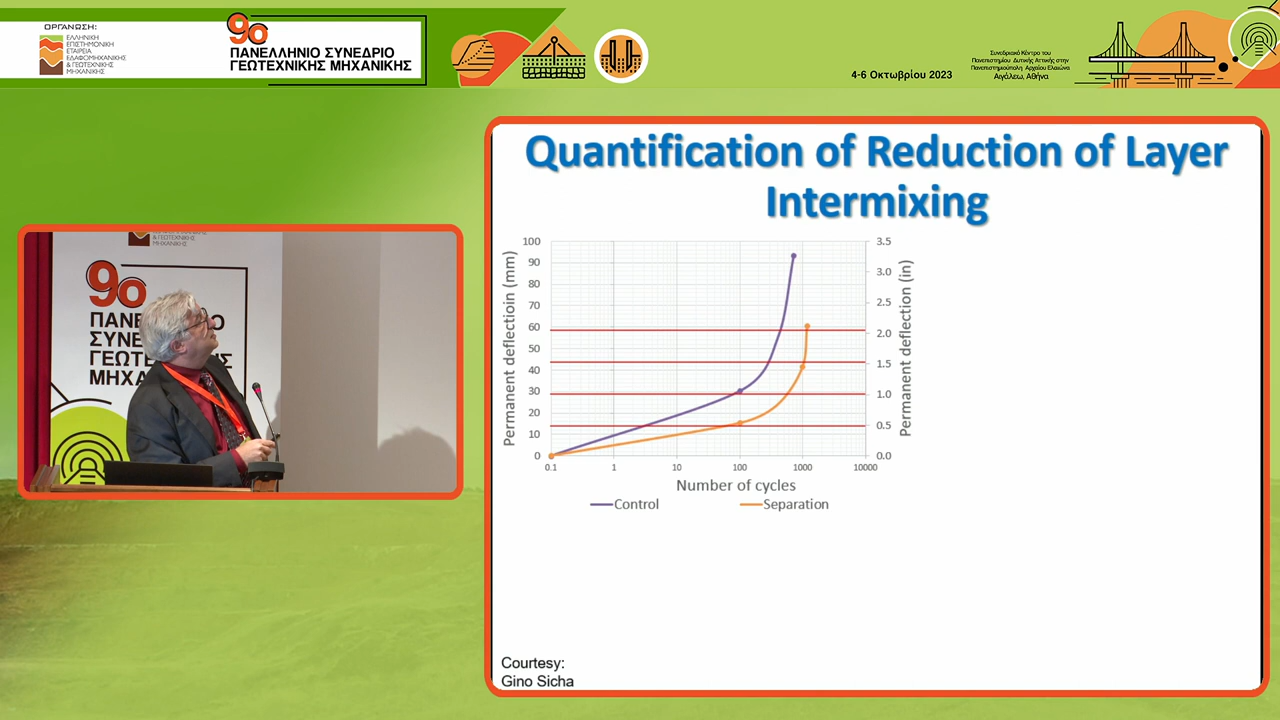 ΟΡΓΑΝΩΣΗ:
ΕΛΛΗΝΙΚΗ
ΕΠΙΣΤΗΜΟΝΙΚΗ
ΕΤΑΙΡΕΙΑ
ΕΔΑΦΟΜΗΧΑΝΙΚΗΣ
& ΓΕΩΤΕΧΝΙΚΗΣ
ΜΗΧΑΝΙΚΗΣ
9ο
ΠΑΝΕΛΛΗΝΙΟ ΣΥΝΕΔΡΙΟ
ΓΕΩΤΕΧΝΙΚΗΣ ΜΗΧΑΝΙΚΗΣ
4-6 Οκτωβρίου 2023
Συνεδριακό Κέντρο του
Πανεπιστημίου Δυτικής Αττικής στην
Πανεπιστημιούπολη Αρχαίου Ελαιώνα
Αιγάλεω, Αθήνα
& ΓΕΩΤΕΧΝΙΚΗΣ
ΜΗΧΑΝΙΚΗΣ
9ο
ΠΑΝΕ Ο
ΣΥΝΕ
ΓΕΩΤΕ Σ
ΜΗΧΑ
Quantification of Reduction of Layer
Intermixing
100
90
80
70
60
50
40
30
20
10
0
Permanent deflectioin (mm)
3.5
3.0
2.5
2.0
1.5
1.0
0.5
0.0
Permanent deflection (in)
0.1 1 10 100 1000 10000
Number of cycles
Control Separation
Courtesy:
Gino Sicha